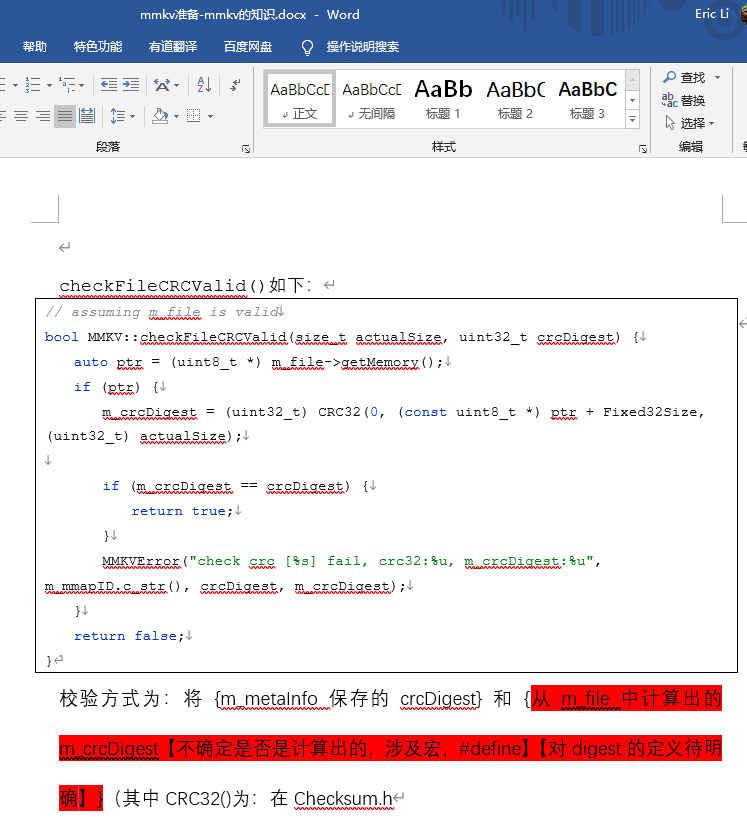 mmkv准备-mmkv的知识.docx - Word
Eric Li
帮助 特色功能 有道翻译 百度网盘 操作说明搜索
AaBbCcD AaBbCcD AaBb AaBbC AaBbC
正文 无间隔 标题 1 标题 2 标题 3
查找
替换
选择
段落 样式 编辑
checkFileCRCValid()如下：
// assuming m_file is valid
bool MMKV::checkFileCRCValid(size_t actualSize, uint32_t crcDigest) {
auto ptr = (uint8_t *) m_file->getMemory();
if (ptr) {
m_crcDigest = (uint32_t) CRC32(0, (const uint8_t *) ptr + Fixed32Size,
(uint32_t) actualSize);
if (m_crcDigest == crcDigest) {
return true;
}
MMKVError("check crc [%s] fail, crc32:%u, m_crcDigest:%u",
m_mmapID.c_str(), crcDigest, m_crcDigest);
}
return false;
}
校验方式为：将 {m_metaInfo 保存的 crcDigest} 和 {从 m_file 中计算出的
m_crcDigest【不确定是否是计算出的，涉及宏，#define】【对 digest 的定义待明
确】}（其中 CRC32()为：在 Checksum.h